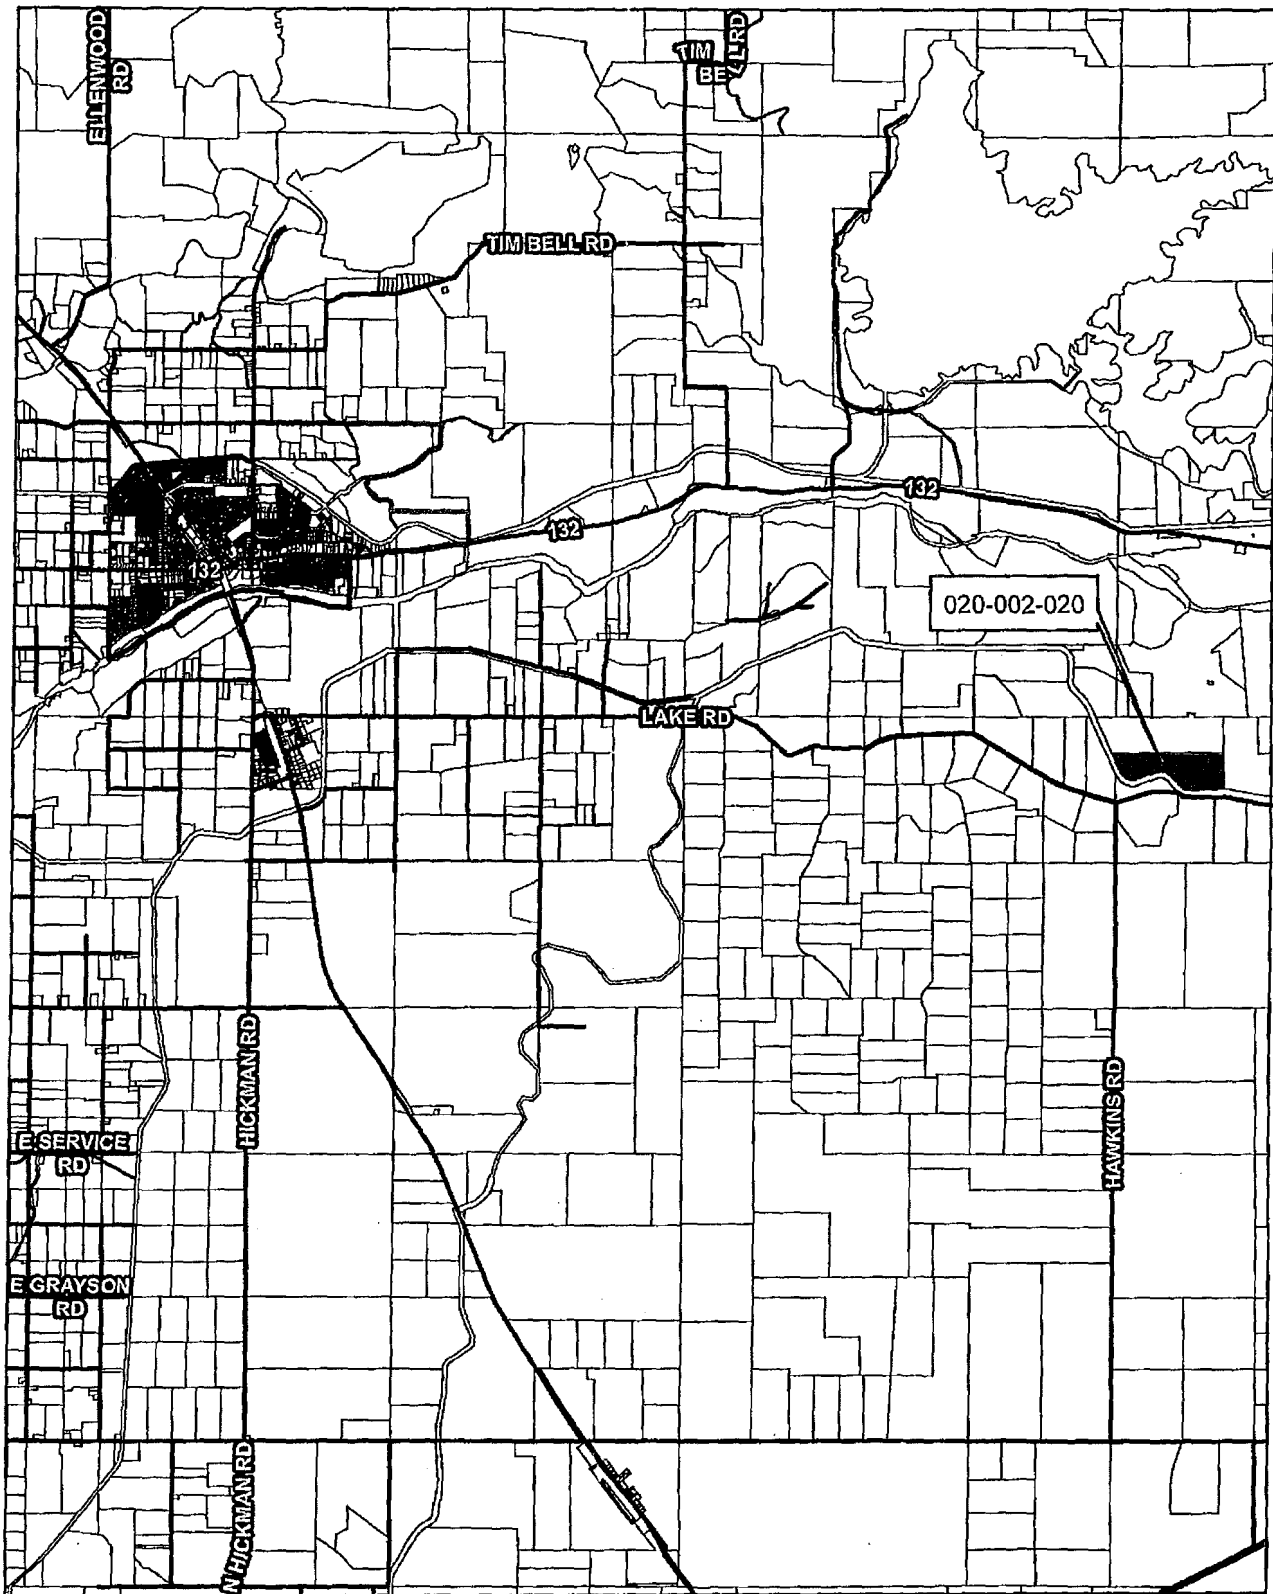 ELLENWOOD
RD
TIM
BELL RD
TIM BELL RD
132
132
132
020-002-020
LAKE RD
HICKMAN RD
HAWKINS RD
E SERVICE
RD
E GRAYSON
RD
N HICKMAN RD